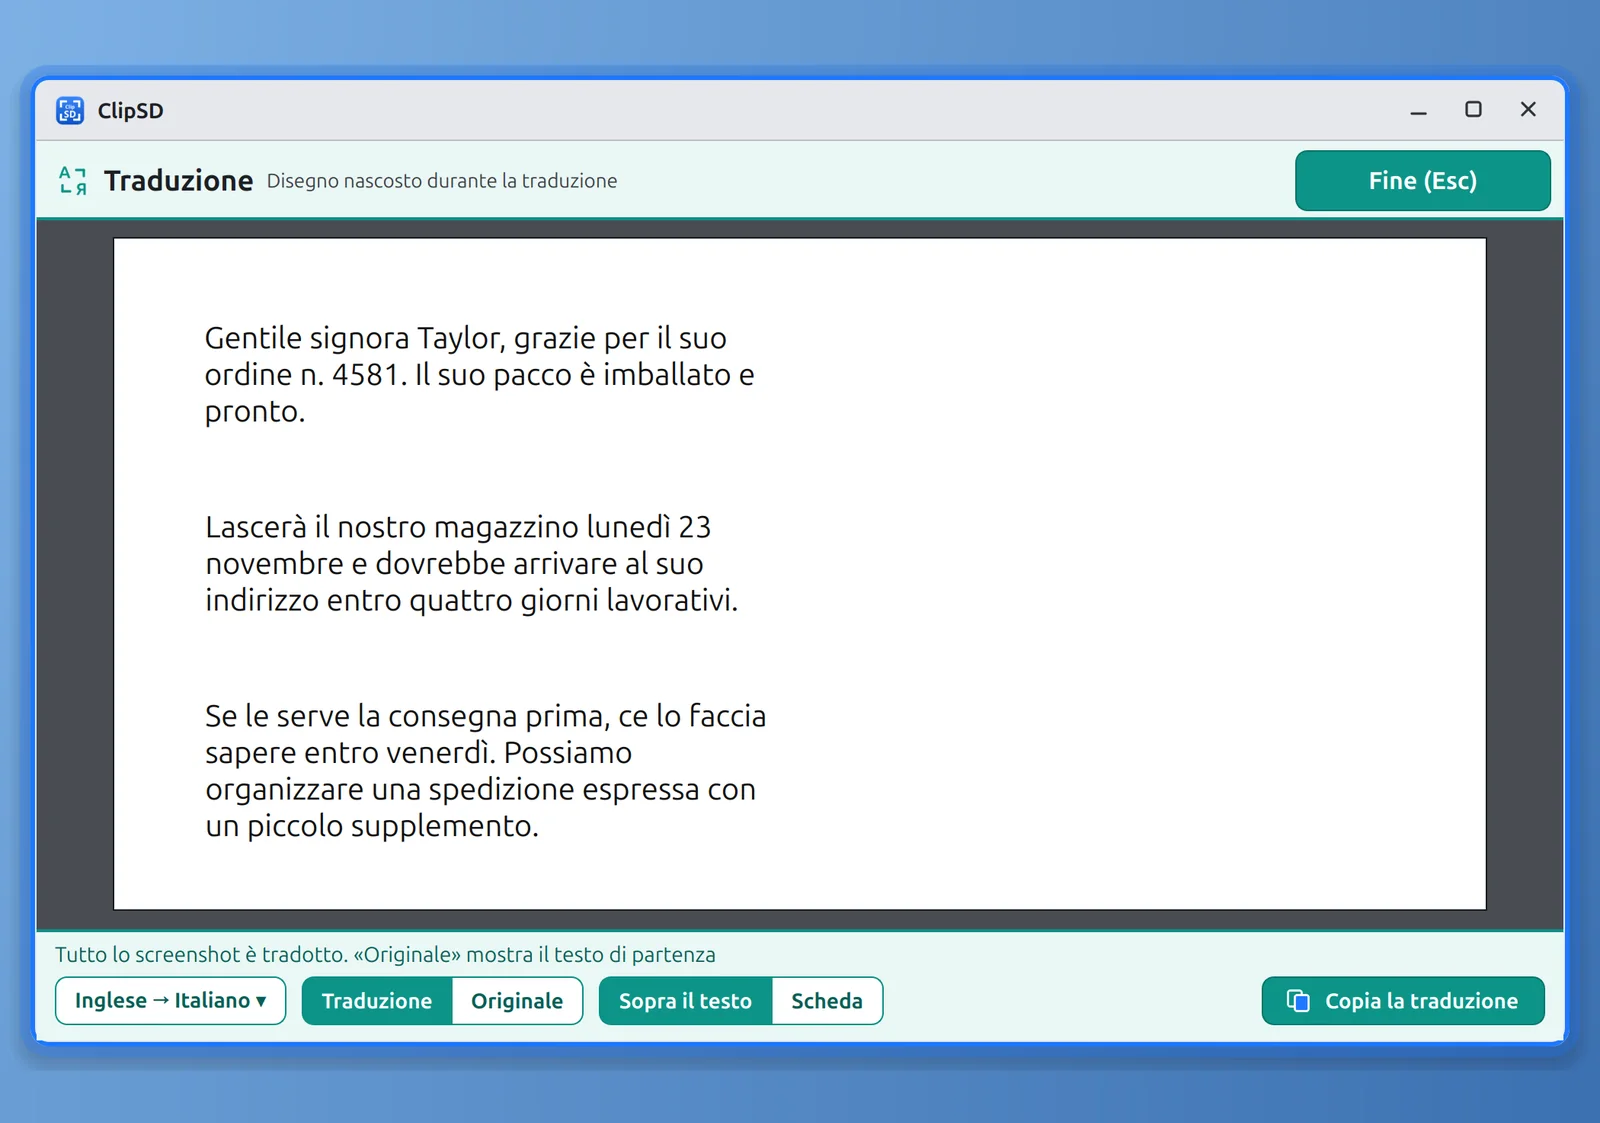 ClipSD
Traduzione Disegno nascosto durante la traduzione
Fine (Esc)
Gentile signora Taylor, grazie per il suo
ordine n. 4581. Il suo pacco è imballato e
pronto.
Lascerà il nostro magazzino lunedì 23
novembre e dovrebbe arrivare al suo
indirizzo entro quattro giorni lavorativi.
Se le serve la consegna prima, ce lo faccia
sapere entro venerdì. Possiamo
organizzare una spedizione espressa con
un piccolo supplemento.
Tutto lo screenshot è tradotto. «Originale» mostra il testo di partenza
Inglese → Italiano ▾
Traduzione
Originale
Sopra il testo
Scheda
Copia la traduzione